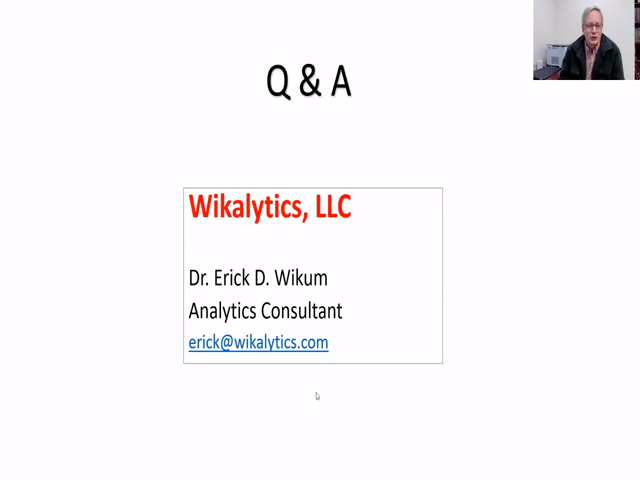 Q & A
Wikalytics, LLC
Dr. Erick D. Wikum
Analytics Consultant
erick@wikalytics.com